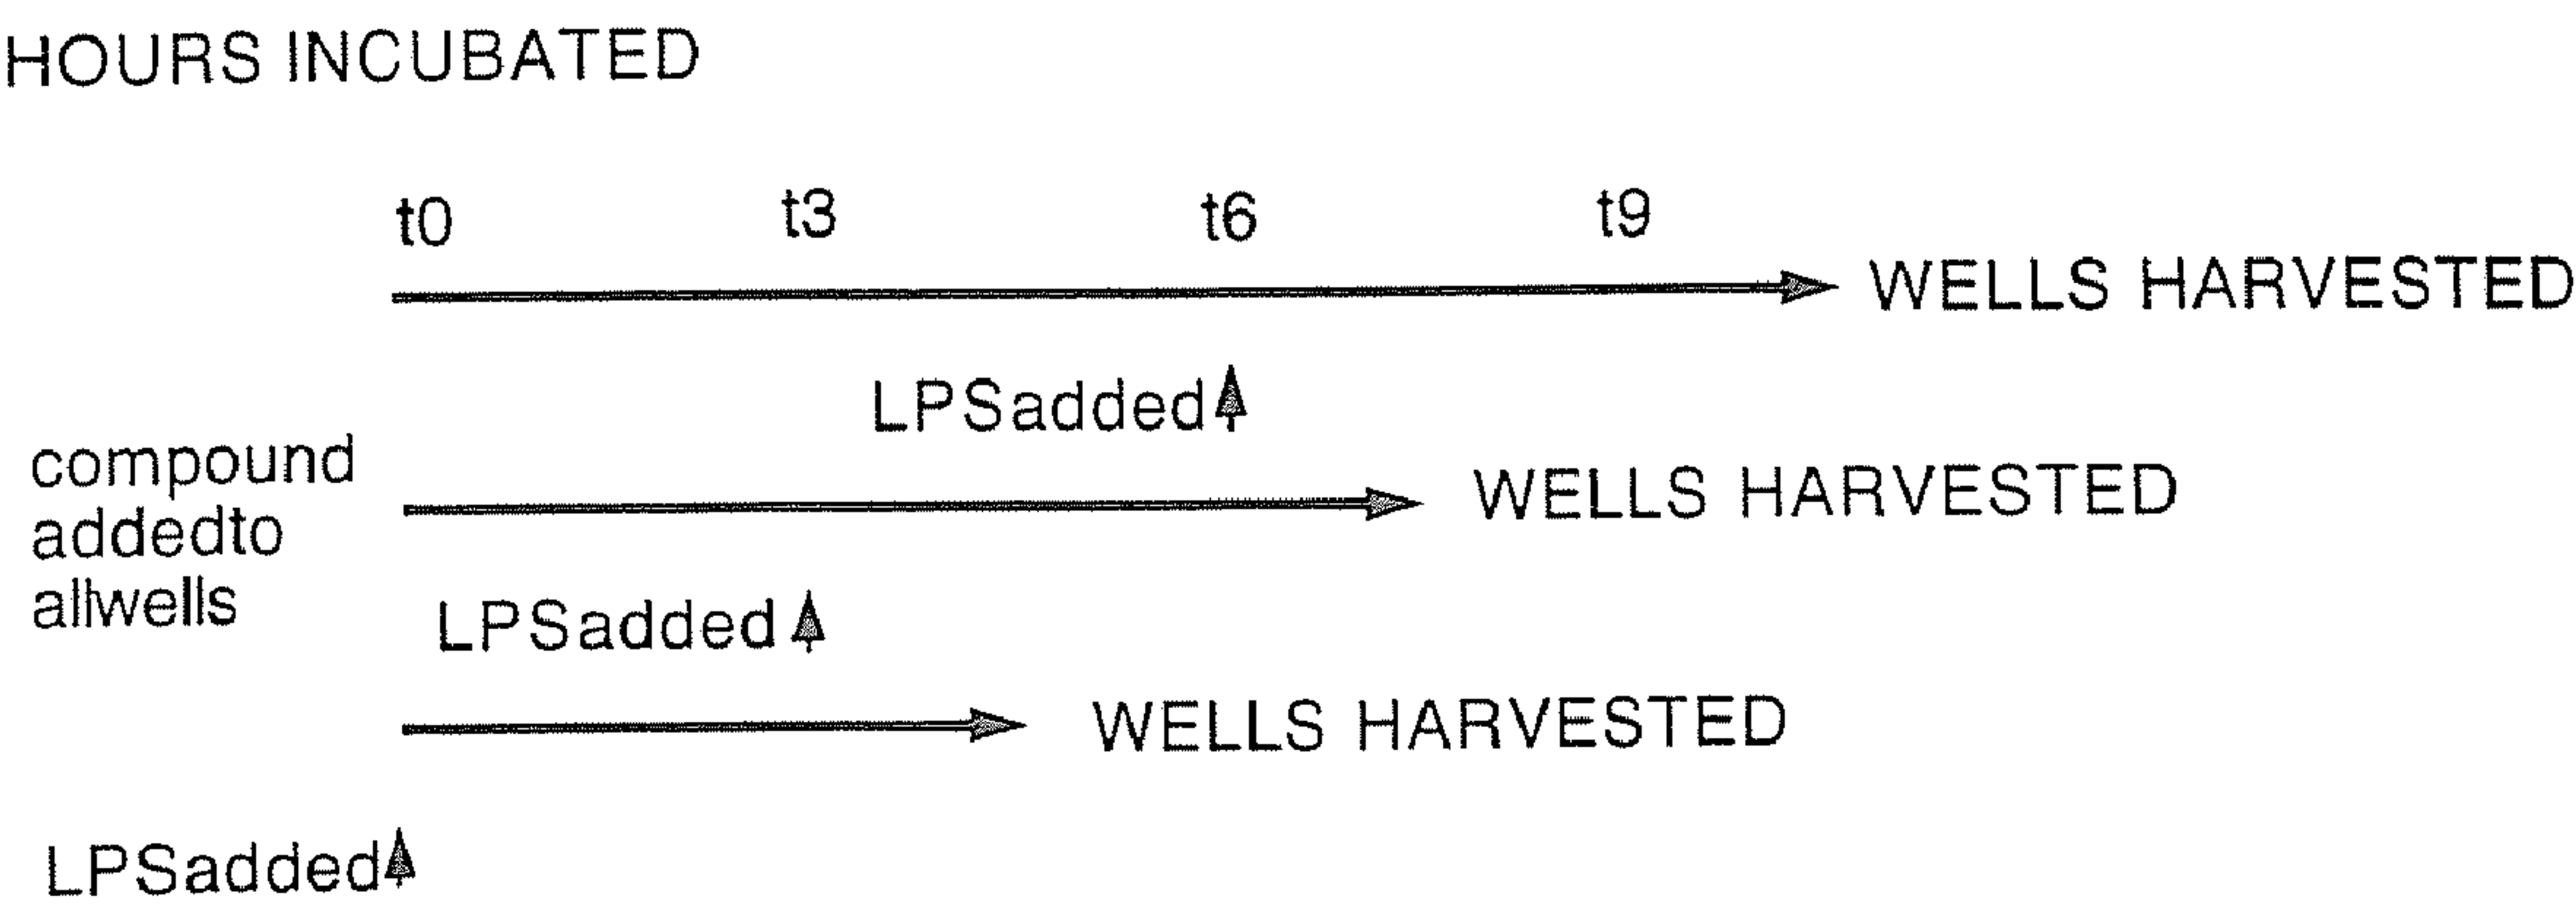 HOURS INCUBATED
t0 t3 t6 t9
WELLS HARVESTED
LPSadded
compound
addedto
allwells
WELLS HARVESTED
LPSadded
WELLS HARVESTED
LPSadded